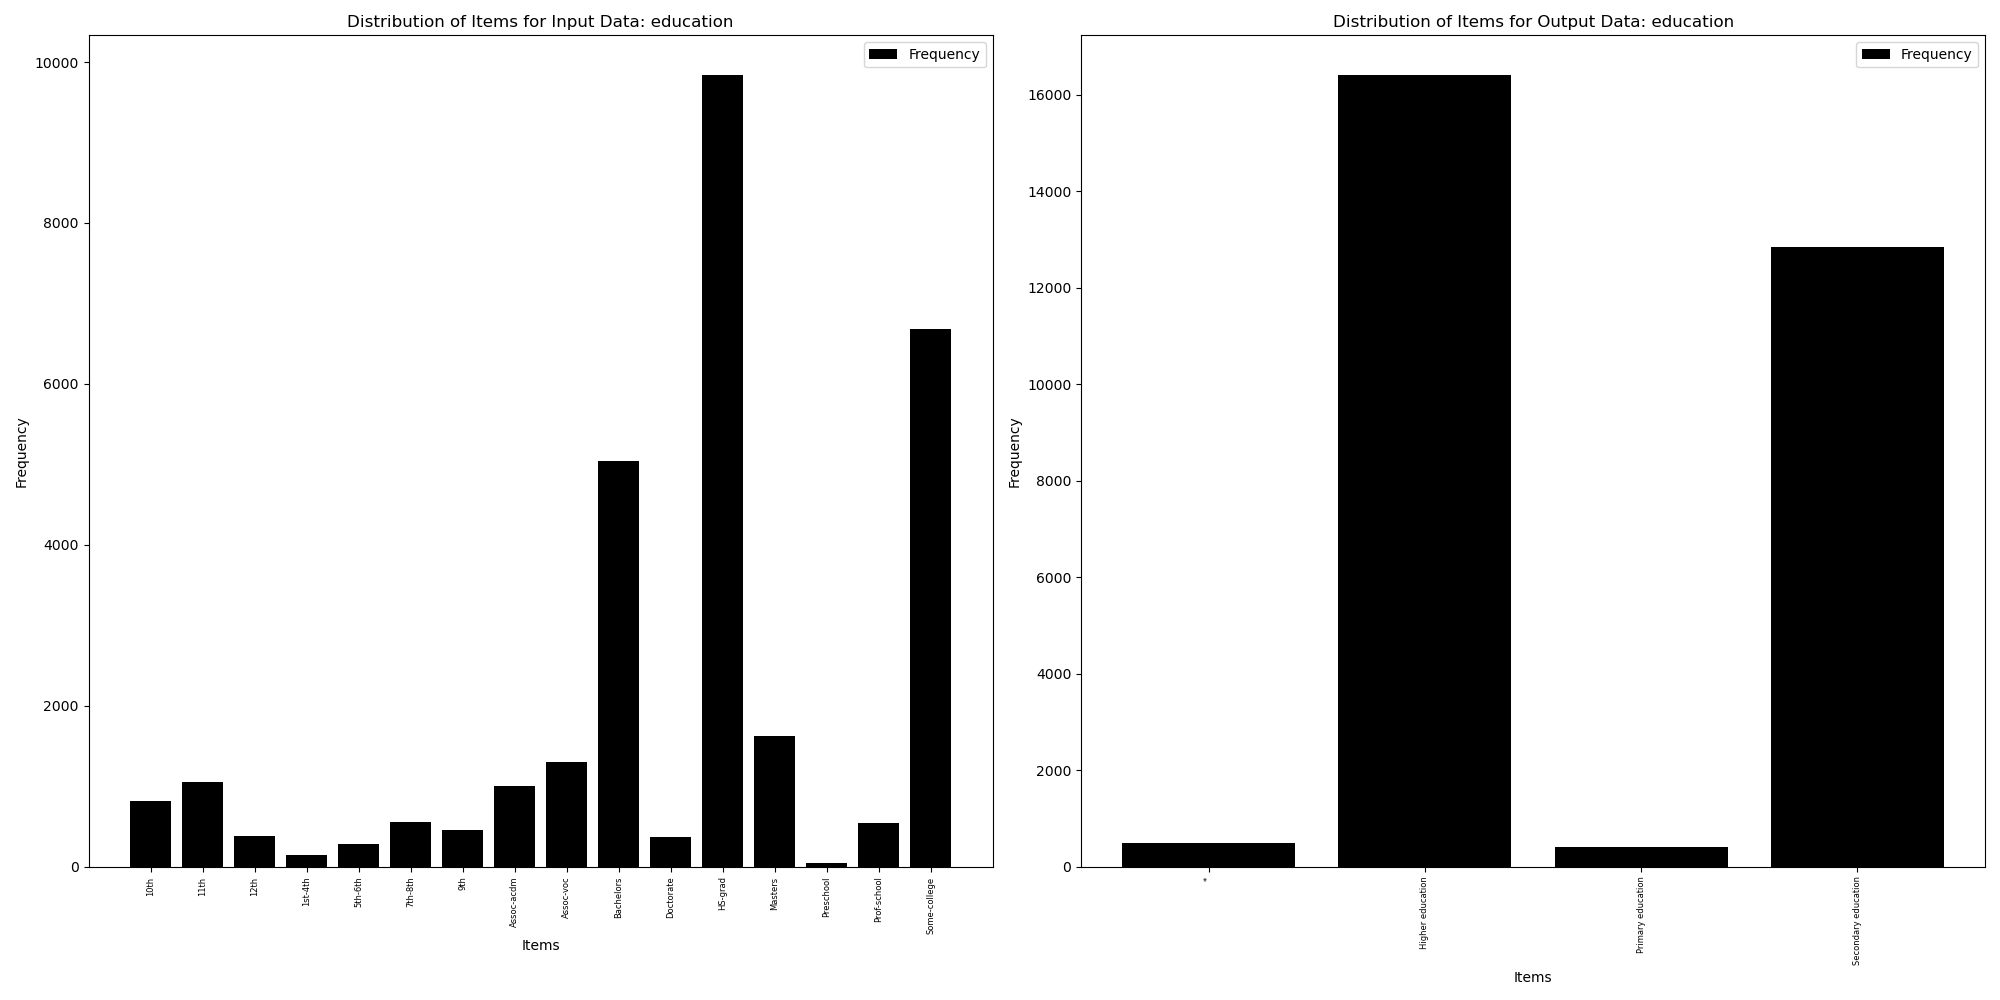 Distribution of Items for Input Data: education
Frequency
10000
8000
6000
4000
2000
0
Frequency
10th
11th
12th
1st-4th
5th-6th
7th-8th
9th
Assoc-acdm
Assoc-voc
Bachelors
Doctorate
HS-grad
Masters
Preschool
Prof-school
Some-college
Items
Distribution of Items for Output Data: education
Frequency
16000
14000
12000
10000
8000
6000
4000
2000
0
Frequency
*
Higher education
Primary education
Secondary education
Items